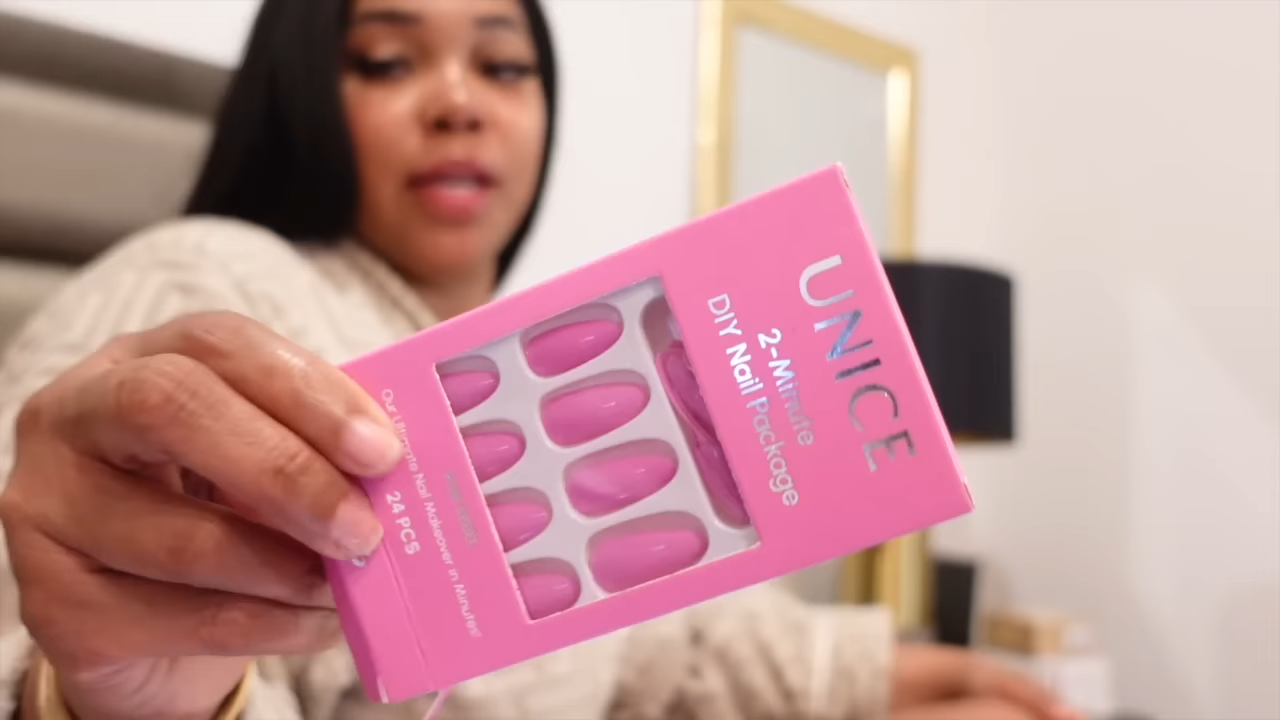 UNICE
2-Minute
DIY Nail Package
Our Ultimate Nail Makeover in Minutes!
24 PCS